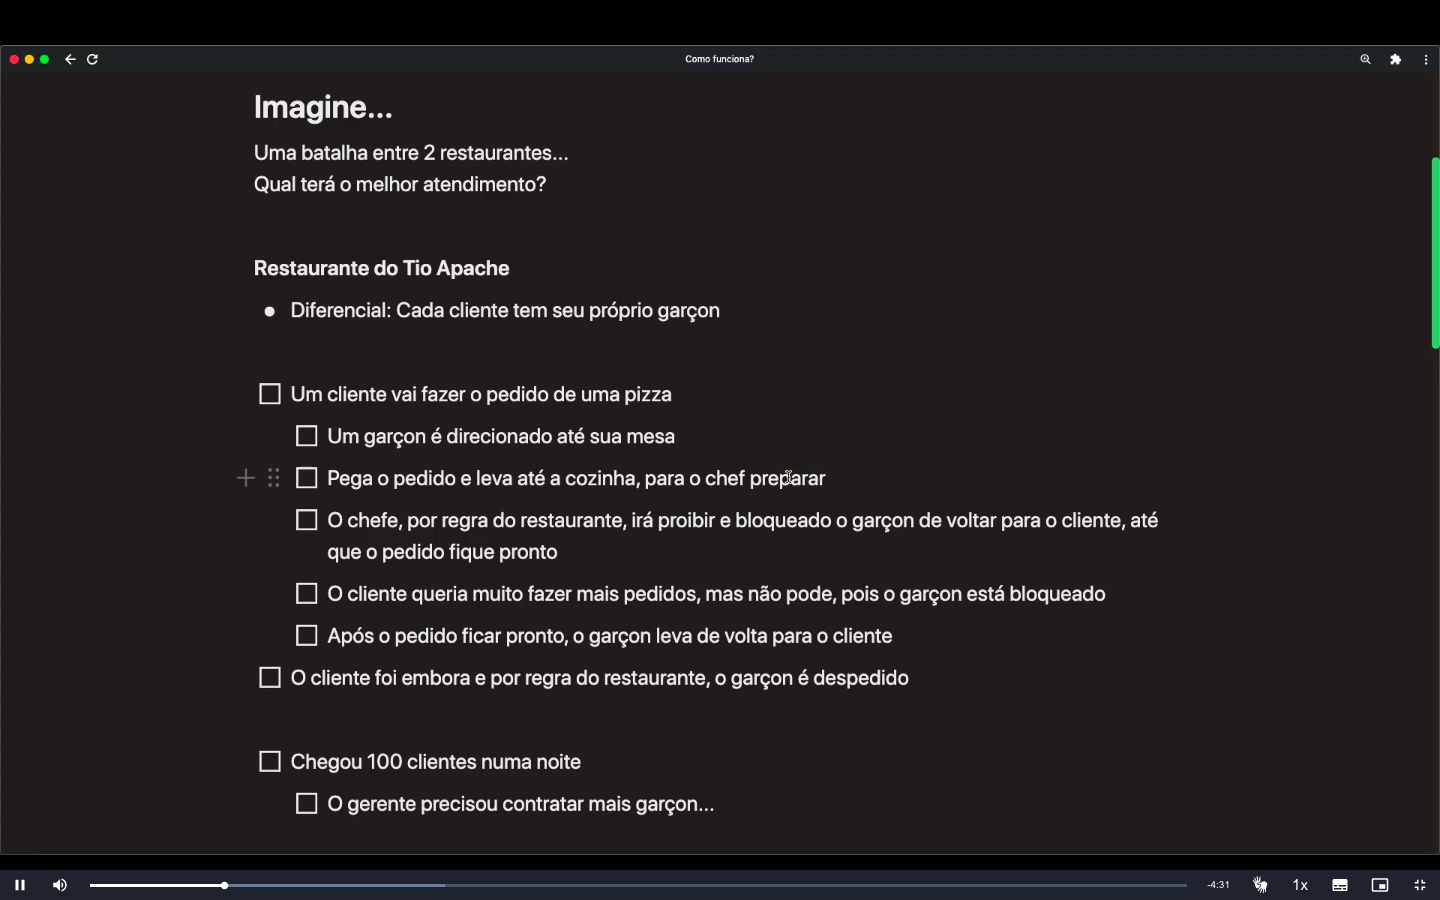 Como funciona?
Imagine...
Uma batalha entre 2 restaurantes...
Qual terá o melhor atendimento?
Restaurante do Tio Apache
Diferencial: Cada cliente tem seu próprio garçon
Um cliente vai fazer o pedido de uma pizza
Um garçon é direcionado até sua mesa
Pega o pedido e leva até a cozinha, para o chef preparar
O chefe, por regra do restaurante, irá proibir e bloqueado o garçon de voltar para o cliente, até
que o pedido fique pronto
O cliente queria muito fazer mais pedidos, mas não pode, pois o garçon está bloqueado
Após o pedido ficar pronto, o garçon leva de volta para o cliente
O cliente foi embora e por regra do restaurante, o garçon é despedido
Chegou 100 clientes numa noite
O gerente precisou contratar mais garçon...
-4:31
1x